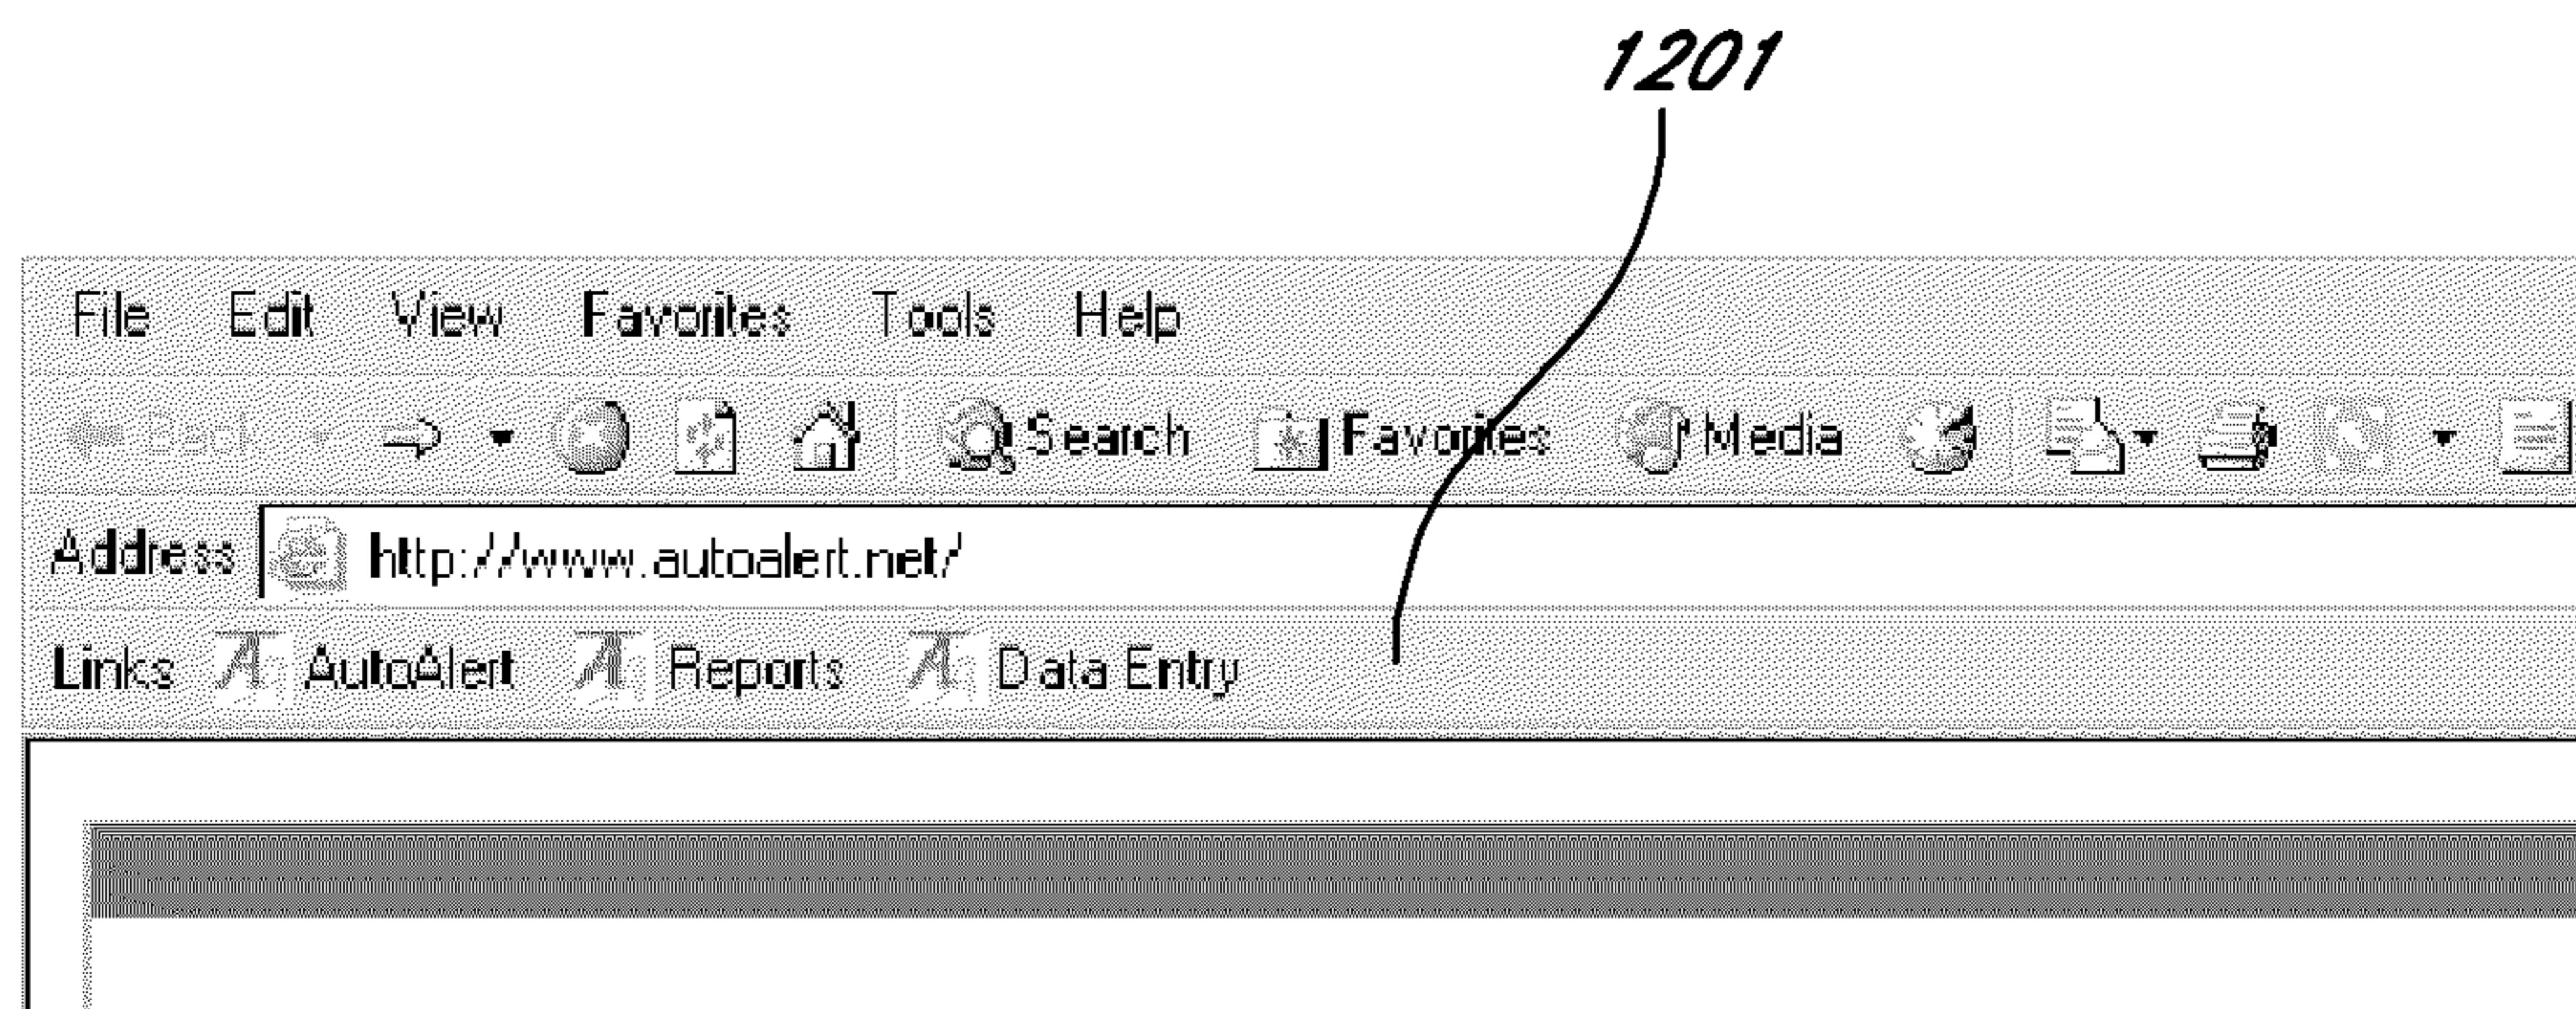 1201
File Edit View Favorites Tools Help
Back Search Favorites Media
Address http://www.autoalert.net/
Links AutoAlert Reports Data Entry